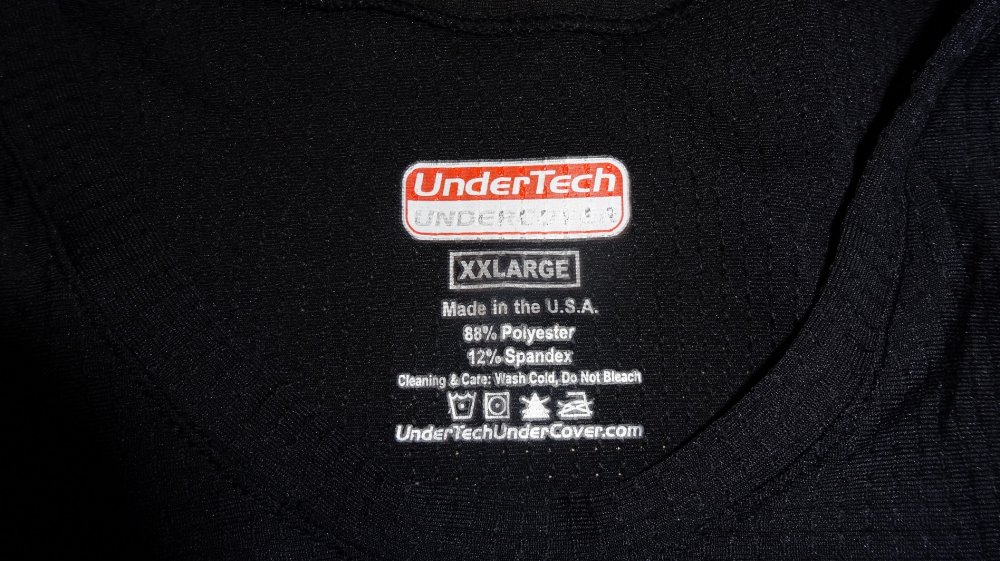 UnderTech
UNDERCOVER
XXLARGE
Made in the U.S.A.
88% Polyester
12% Spandex
Cleaning & Care: Wash Cold, Do Not Bleach
UnderTechUnderCover.com